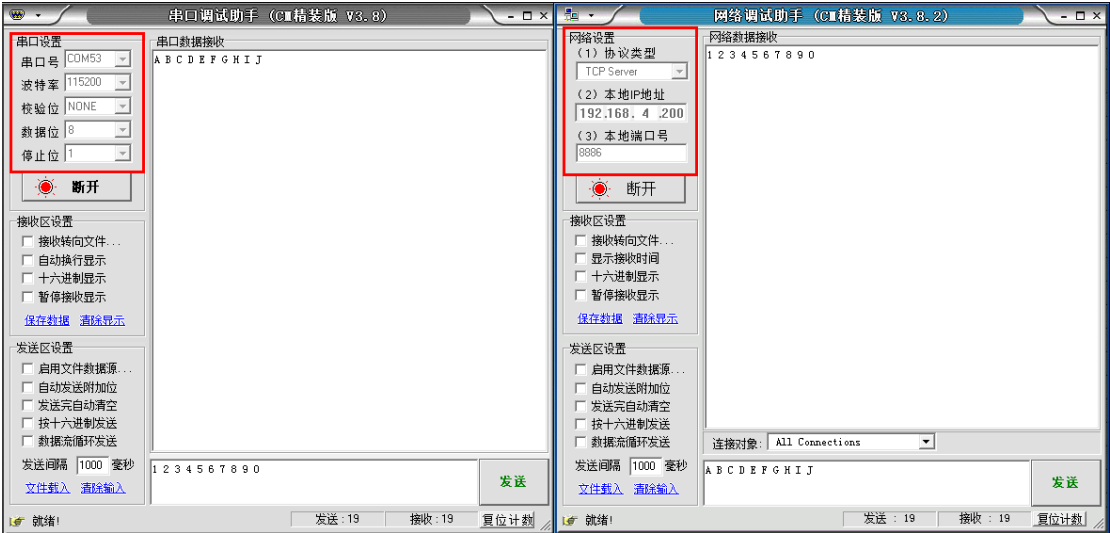 串口调试助手 (CM精装版 V3.8)
串口设置
串口号 COM53
波特率 115200
校验位 NONE
数据位 8
停止位 1
断开
接收区设置
接收转向文件...
自动换行显示
十六进制显示
暂停接收显示
保存数据 清除显示
发送区设置
启用文件数据源...
自动发送附加位
发送完自动清空
按十六进制发送
数据流循环发送
发送间隔 1000 毫秒
文件载入 清除输入
串口数据接收
A B C D E F G H I J
1 2 3 4 5 6 7 8 9 0
发送
就绪!
发送:19
接收:19
复位计数
网络调试助手 (CM精装版 V3.8.2)
网络设置
(1) 协议类型
TCP Server
(2) 本地IP地址
192.168. 4 .200
(3) 本地端口号
8886
断开
接收区设置
接收转向文件...
显示接收时间
十六进制显示
暂停接收显示
保存数据 清除显示
发送区设置
启用文件数据源...
自动发送附加位
发送完自动清空
按十六进制发送
数据流循环发送
发送间隔 1000 毫秒
文件载入 清除输入
网络数据接收
1 2 3 4 5 6 7 8 9 0
连接对象: All Connections
A B C D E F G H I J
发送
就绪!
发送 : 19
接收 : 19
复位计数